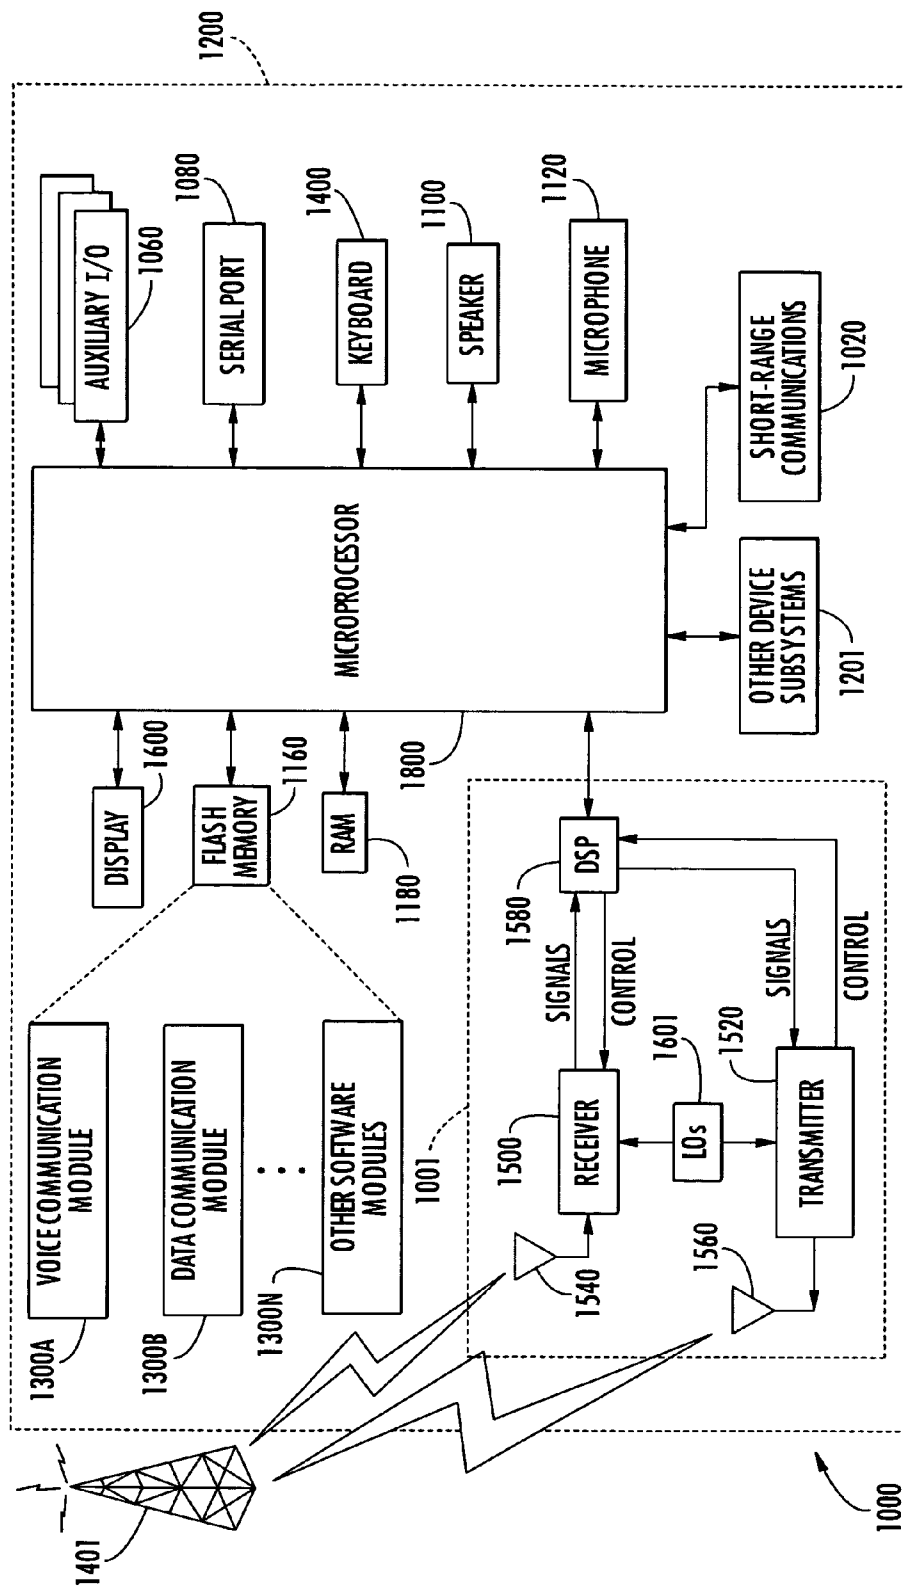 1200
AUXILIARY I/O
1060
SERIAL PORT
1080
KEYBOARD
1400
SPEAKER
1100
MICROPHONE
1120
SHORT-RANGE
COMMUNICATIONS
1020
MICROPROCESSOR
1800
OTHER DEVICE
SUBSYSTEMS
1201
DISPLAY
1600
FLASH
MEMORY
1160
RAM
1180
VOICE COMMUNICATION
MODULE
1300A
DATA COMMUNICATION
MODULE
1300B
OTHER SOFTWARE
MODULES
1300N
1001
DSP
1580
SIGNALS
CONTROL
RECEIVER
1500
LOs
1601
SIGNALS
CONTROL
TRANSMITTER
1520
1540
1560
1401
1000